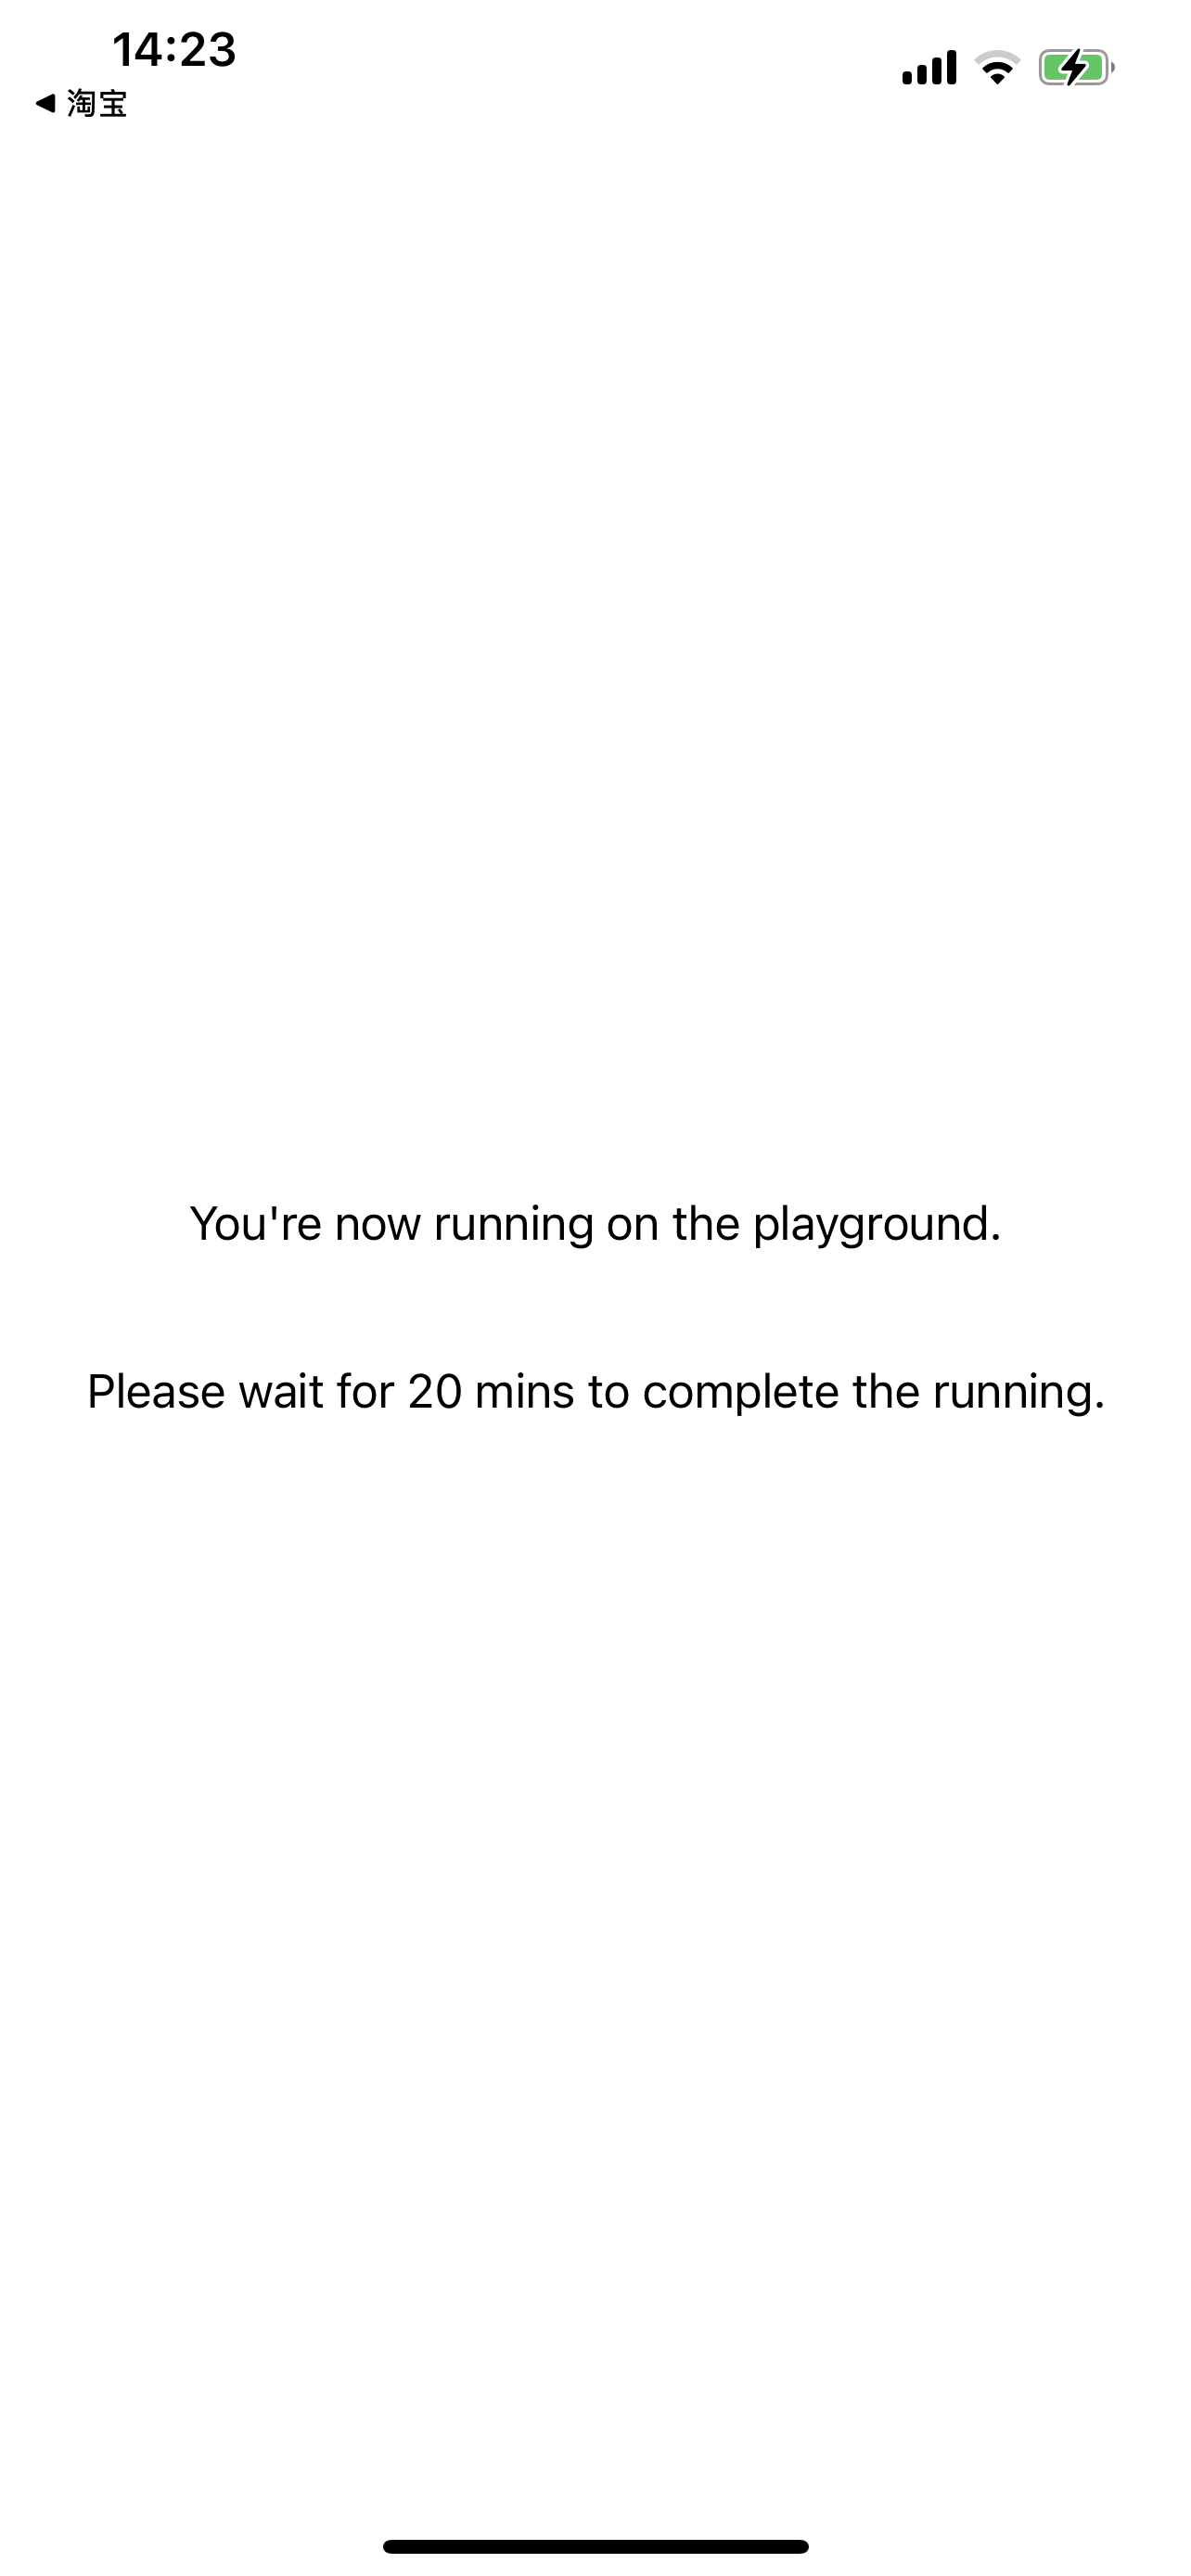 14:23
◀ 淘宝
You're now running on the playground.
Please wait for 20 mins to complete the running.